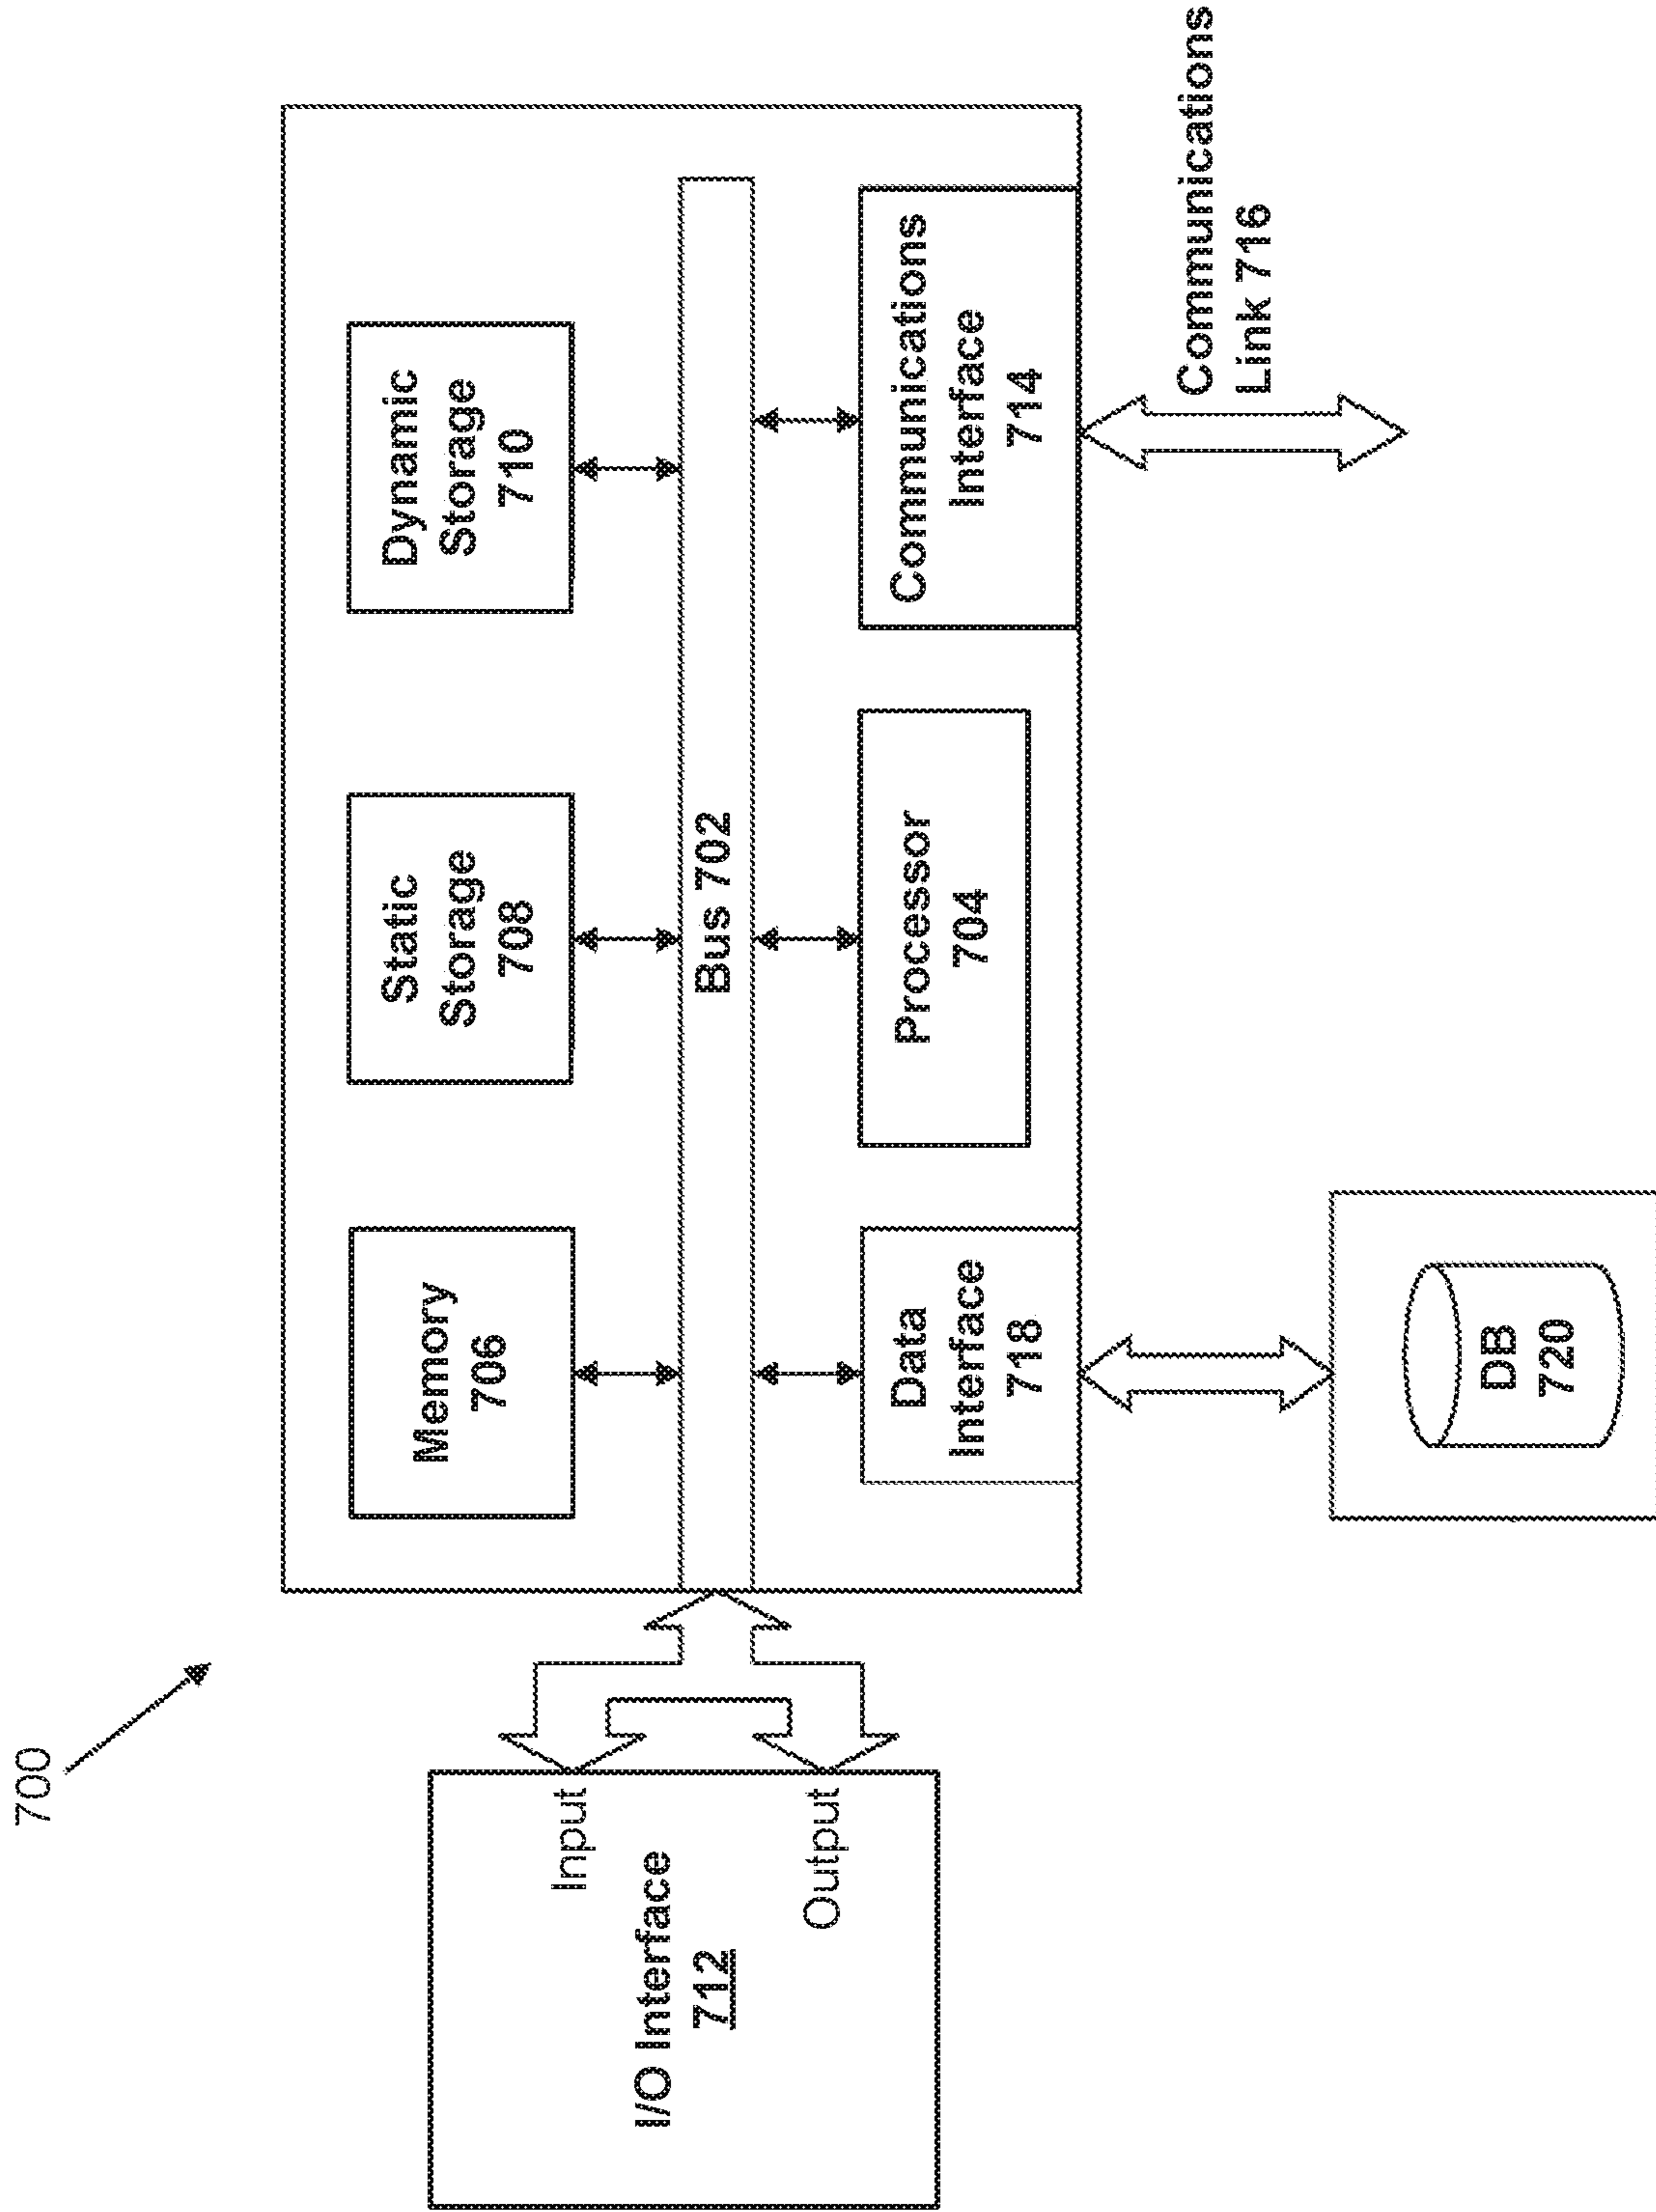 700
I/O Interface
712
Input
Output
Memory
706
Static
Storage
708
Dynamic
Storage
710
Bus 702
Data
Interface
718
Processor
704
Communications
Interface
714
DB
720
Communications
Link 716